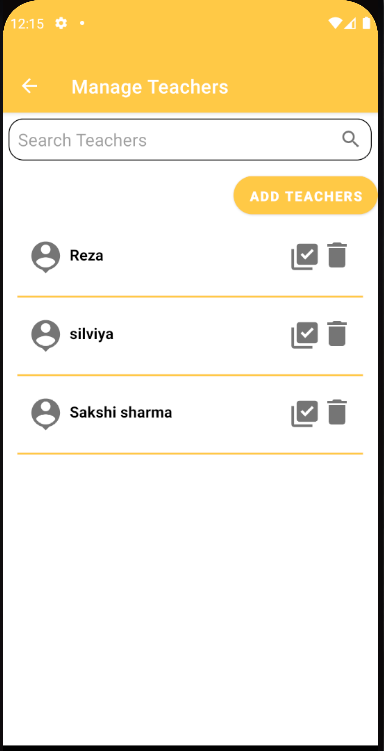 12:15
Manage Teachers
Search Teachers
ADD TEACHERS
Reza
silviya
Sakshi sharma